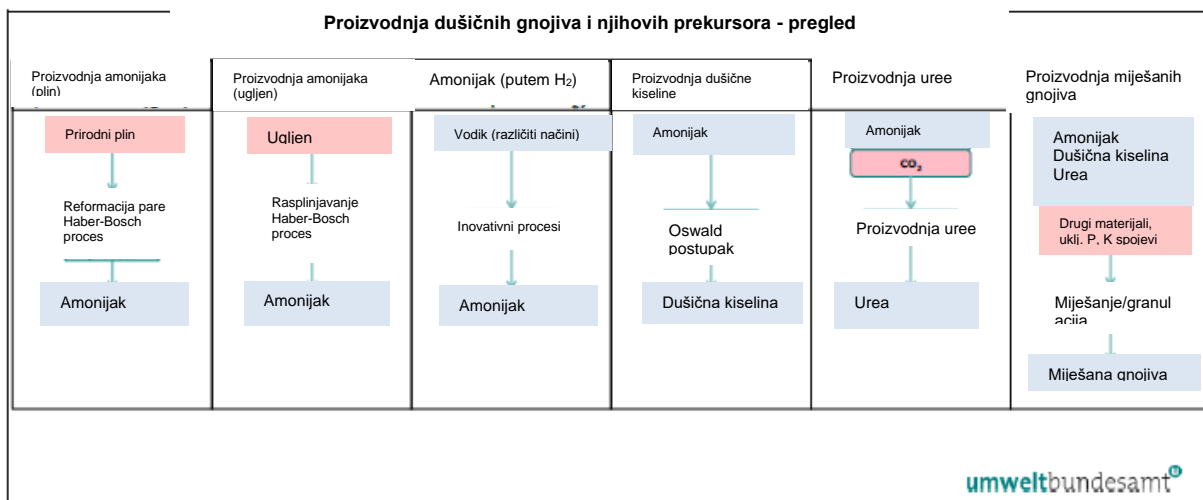 Proizvodnja dušičnih gnojiva i njihovih prekursora - pregled
Proizvodnja amonijaka
(plin)
Prirodni plin
Reformacija pare
Haber-Bosch
proces
Amonijak
Proizvodnja amonijaka
(ugljen)
Ugljen
Rasplinjavanje
Haber-Bosch
proces
Amonijak
Amonijak (putem H₂)
Vodik (različiti načini)
Inovativni procesi
Amonijak
Proizvodnja dušične
kiseline
Amonijak
Oswald
postupak
Dušična kiselina
Proizvodnja uree
Amonijak
CO₂
Proizvodnja uree
Urea
Proizvodnja miješanih
gnojiva
Amonijak
Dušična kiselina
Urea
Drugi materijali,
uklj. P, K spojevi
Miješanje/granul
acija
Miješana gnojiva
umweltbundesamt